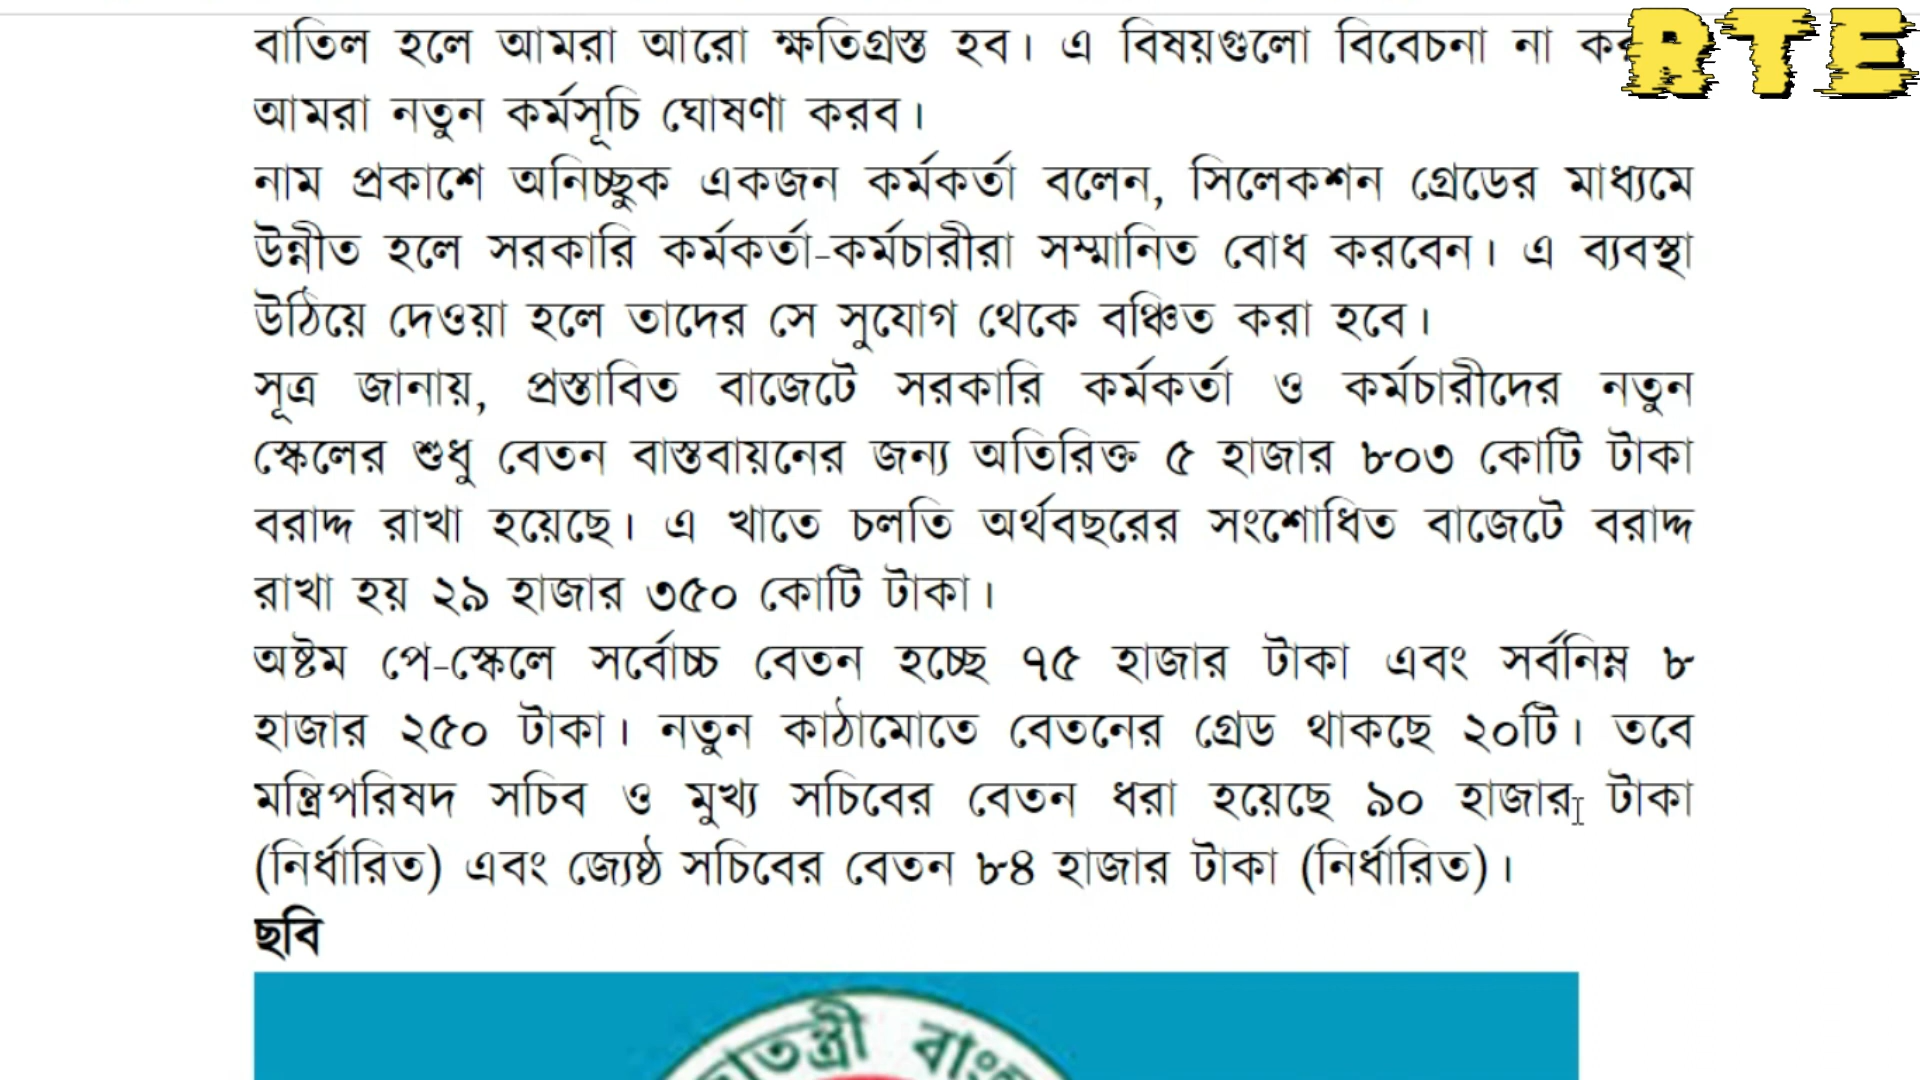 বাতিল হলে আমরা আরো ক্ষতিগ্রস্ত হব। এ বিষয়গুলো বিবেচনা না
RTE
আমরা নতুন কর্মসূচি ঘোষণা করব।
নাম প্রকাশে অনিচ্ছুক একজন কর্মকর্তা বলেন, সিলেকশন গ্রেডের মাধ্যমে
উন্নীত হলে সরকারি কর্মকর্তা-কর্মচারীরা সম্মানিত বোধ করবেন। এ ব্যবস্থা
উঠিয়ে দেওয়া হলে তাদের সে সুযোগ থেকে বঞ্চিত করা হবে।
সূত্র জানায়, প্রস্তাবিত বাজেটে সরকারি কর্মকর্তা ও কর্মচারীদের নতুন
স্কেলের শুধু বেতন বাস্তবায়নের জন্য অতিরিক্ত ৫ হাজার ৮০৩ কোটি টাকা
বরাদ্দ রাখা হয়েছে। এ খাতে চলতি অর্থবছরের সংশোধিত বাজেটে বরাদ্দ
রাখা হয় ২৯ হাজার ৩৫০ কোটি টাকা।
অষ্টম পে-স্কেলে সর্বোচ্চ বেতন হচ্ছে ৭৫ হাজার টাকা এবং সর্বনিম্ন ৮
হাজার ২৫০ টাকা। নতুন কাঠামোতে বেতনের গ্রেড থাকছে ২০টি। তবে
মন্ত্রিপরিষদ সচিব ও মুখ্য সচিবের বেতন ধরা হয়েছে ৯০ হাজার টাকা
(নির্ধারিত) এবং জ্যেষ্ঠ সচিবের বেতন ৮৪ হাজার টাকা (নির্ধারিত)।
ছবি